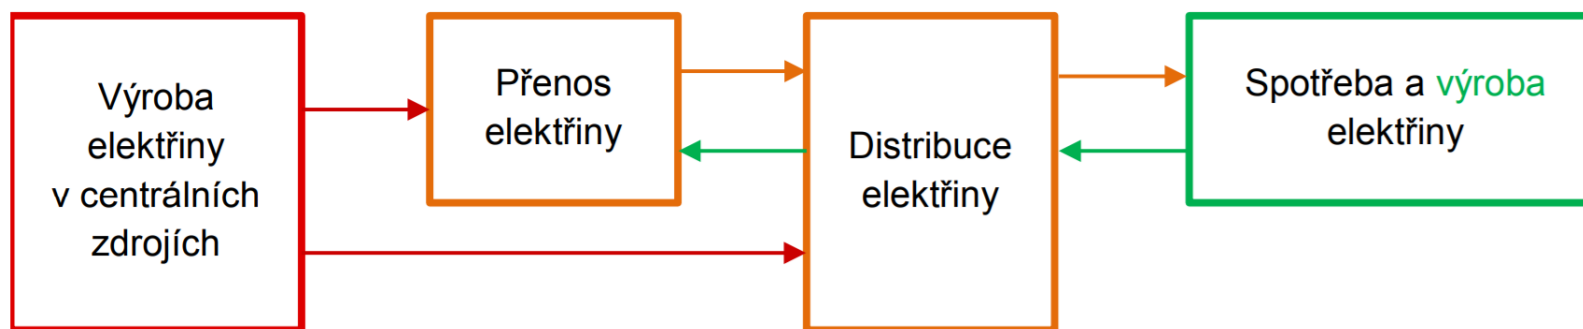 Výroba
elektřiny
v centrálních
zdrojích
Přenos
elektřiny
Distribuce
elektřiny
Spotřeba a výroba
elektřiny